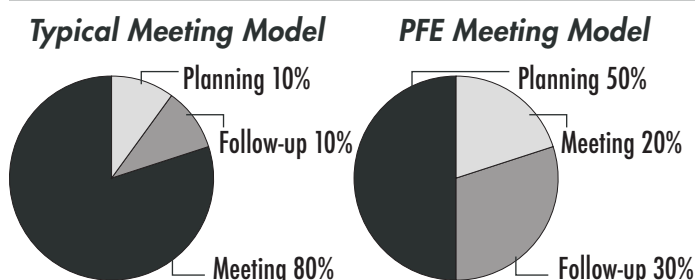 Typical Meeting Model
Planning 10%
Follow-up 10%
Meeting 80%
PFE Meeting Model
Planning 50%
Meeting 20%
Follow-up 30%